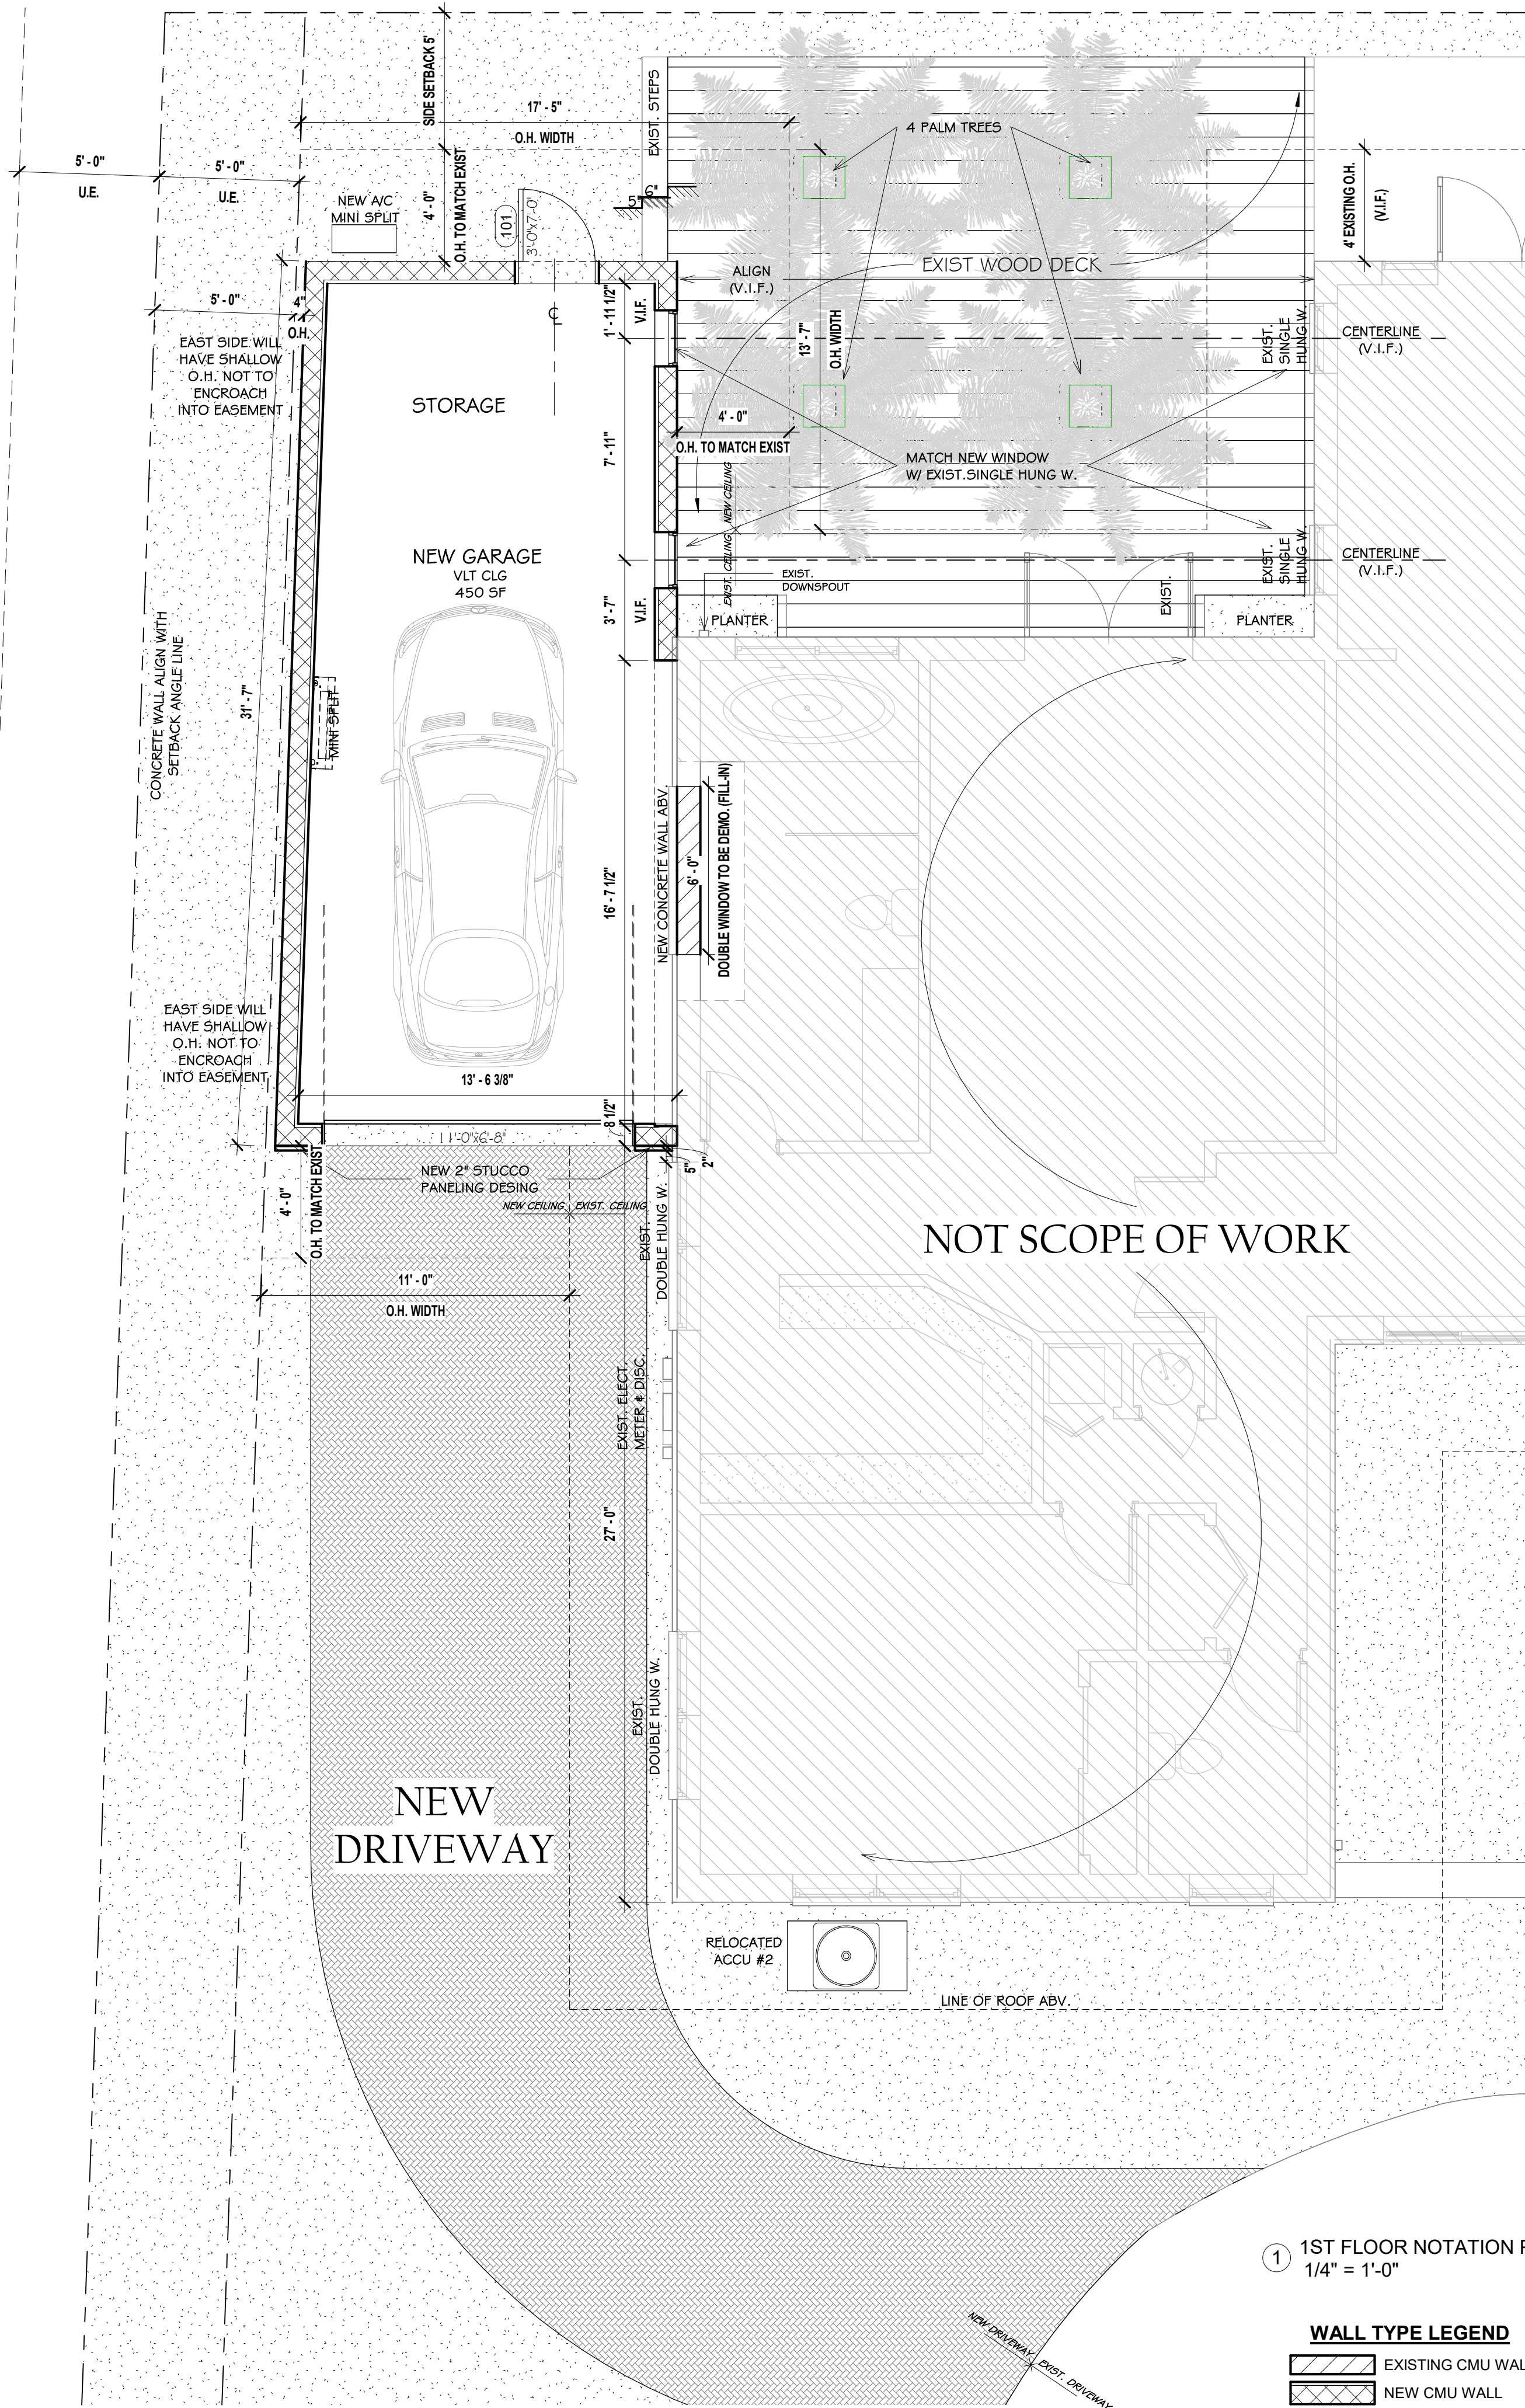 SIDE SETBACK 5'
17' - 5"
O.H. WIDTH
EXIST. STEPS
4 PALM TREES
5' - 0"
U.E.
5' - 0"
U.E.
NEW A/C
MINI SPLIT
4' - 0"
O.H. TO MATCH EXIST
101
3'-0"x7'-0"
5"
6"
4' EXISTING O.H.
(V.I.F.)
EXIST WOOD DECK
ALIGN
(V.I.F.)
5' - 0"
4"
O.H.
EAST SIDE WILL
HAVE SHALLOW
O.H. NOT TO
ENCROACH
INTO EASEMENT
1' - 11 1/2"
V.I.F.
13' - 7"
O.H. WIDTH
EXIST.
SINGLE
HUNG W.
CENTERLINE
(V.I.F.)
STORAGE
4' - 0"
O.H. TO MATCH EXIST
7' - 11"
MATCH NEW WINDOW
W/ EXIST.SINGLE HUNG W.
EXIST. CEILING
NEW CEILING
NEW GARAGE
VLT CLG
450 SF
EXIST.
DOWNSPOUT
EXIST.
EXIST.
SINGLE
HUNG W.
CENTERLINE
(V.I.F.)
3' - 7"
V.I.F.
PLANTER
PLANTER
CONCRETE WALL ALIGN WITH
SETBACK ANGLE LINE
31' - 7"
MINI SPLIT
NEW CONCRETE WALL ABV.
6' - 0"
DOUBLE WINDOW TO BE DEMO. (FILL-IN)
16' - 7 1/2"
EAST SIDE WILL
HAVE SHALLOW
O.H. NOT TO
ENCROACH
INTO EASEMENT
13' - 6 3/8"
8 1/2"
11'-0"x6'-8"
5"
2"
4' - 0"
O.H. TO MATCH EXIST
NEW 2" STUCCO
PANELING DESING
NEW CEILING
EXIST. CEILING
EXIST.
DOUBLE HUNG W.
NOT SCOPE OF WORK
11' - 0"
O.H. WIDTH
EXIST. ELECT.
METER & DISC.
27' - 0"
EXIST.
DOUBLE HUNG W.
NEW
DRIVEWAY
RELOCATED
ACCU #2
LINE OF ROOF ABV.
1
1ST FLOOR NOTATION P
1/4" = 1'-0"
WALL TYPE LEGEND
EXISTING CMU WAL
NEW CMU WALL
NEW DRIVEWAY
EXIST. DRIVEWAY